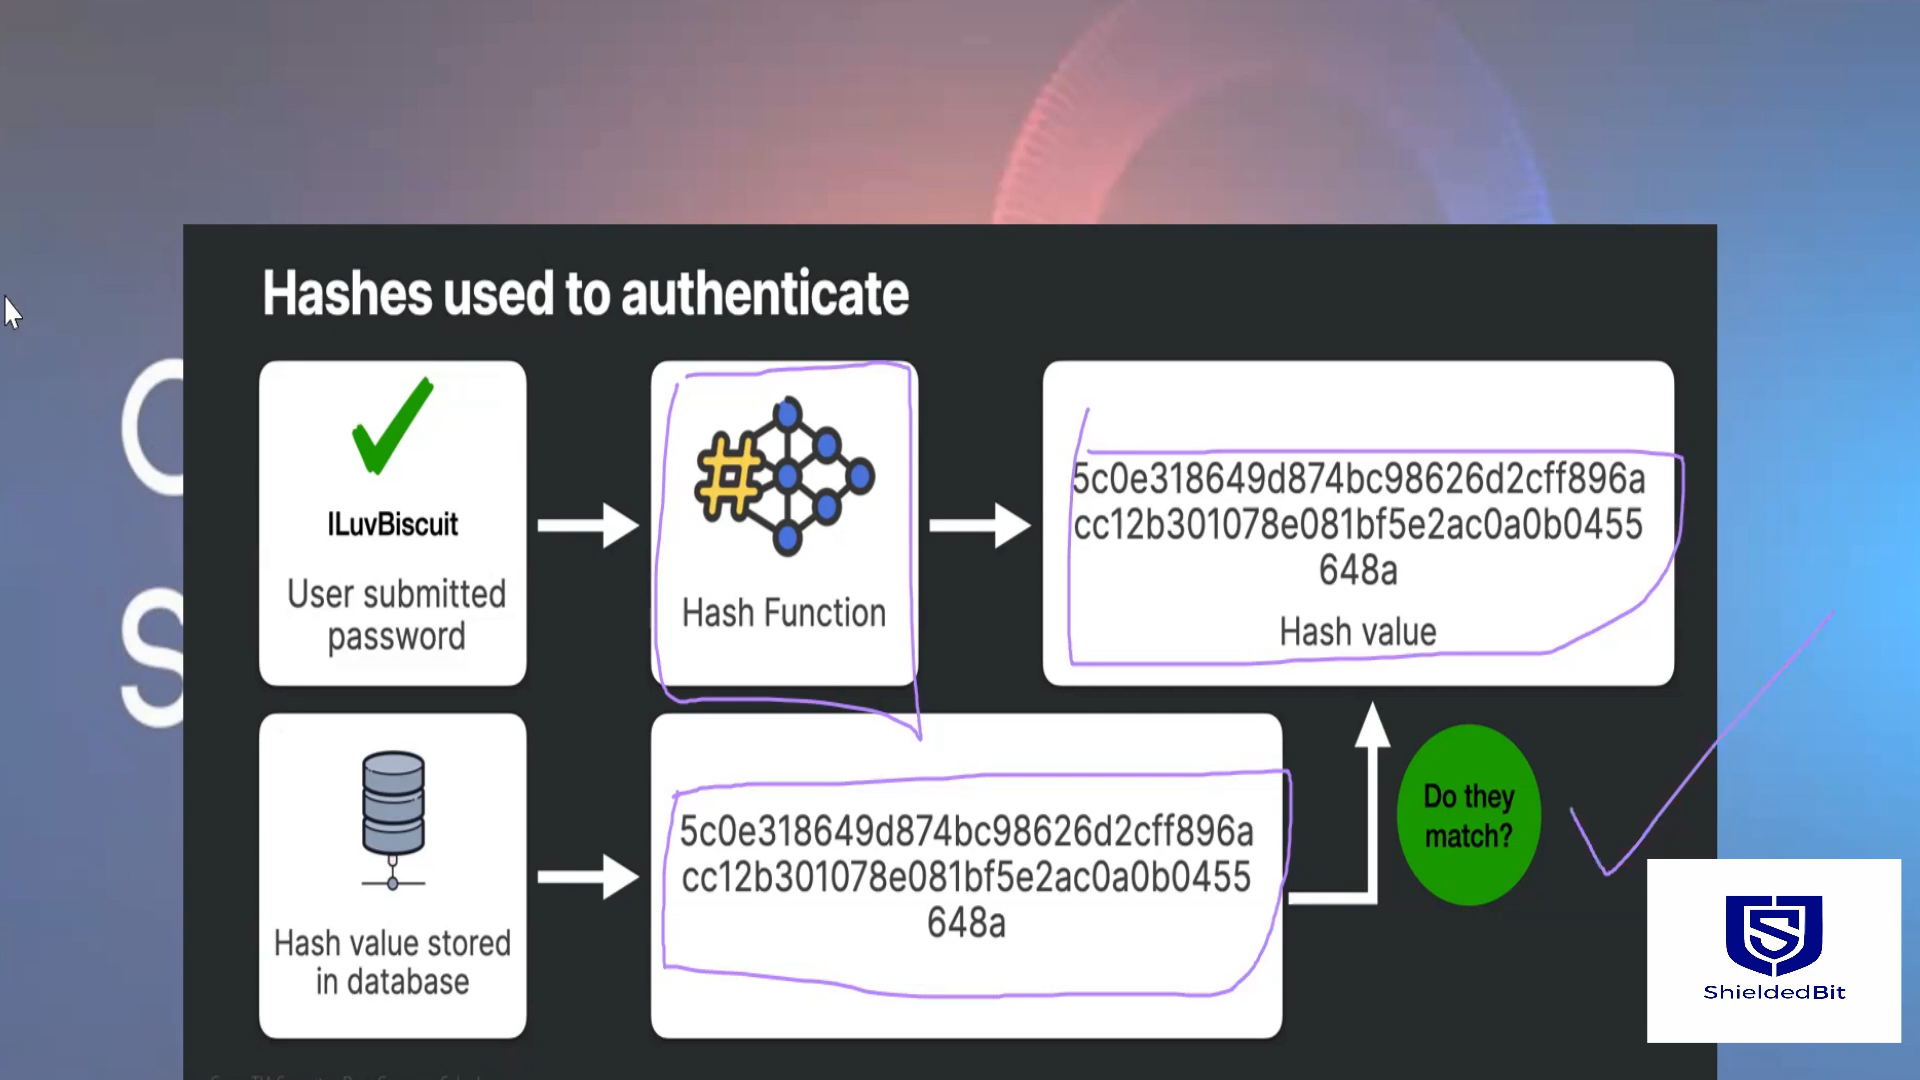 Hashes used to authenticate
ILuvBiscuit
User submitted
password
Hash Function
5c0e318649d874bc98626d2cff896a
cc12b301078e081bf5e2ac0a0b0455
648a
Hash value
Hash value stored
in database
5c0e318649d874bc98626d2cff896a
cc12b301078e081bf5e2ac0a0b0455
648a
Do they
match?
ShieldedBit